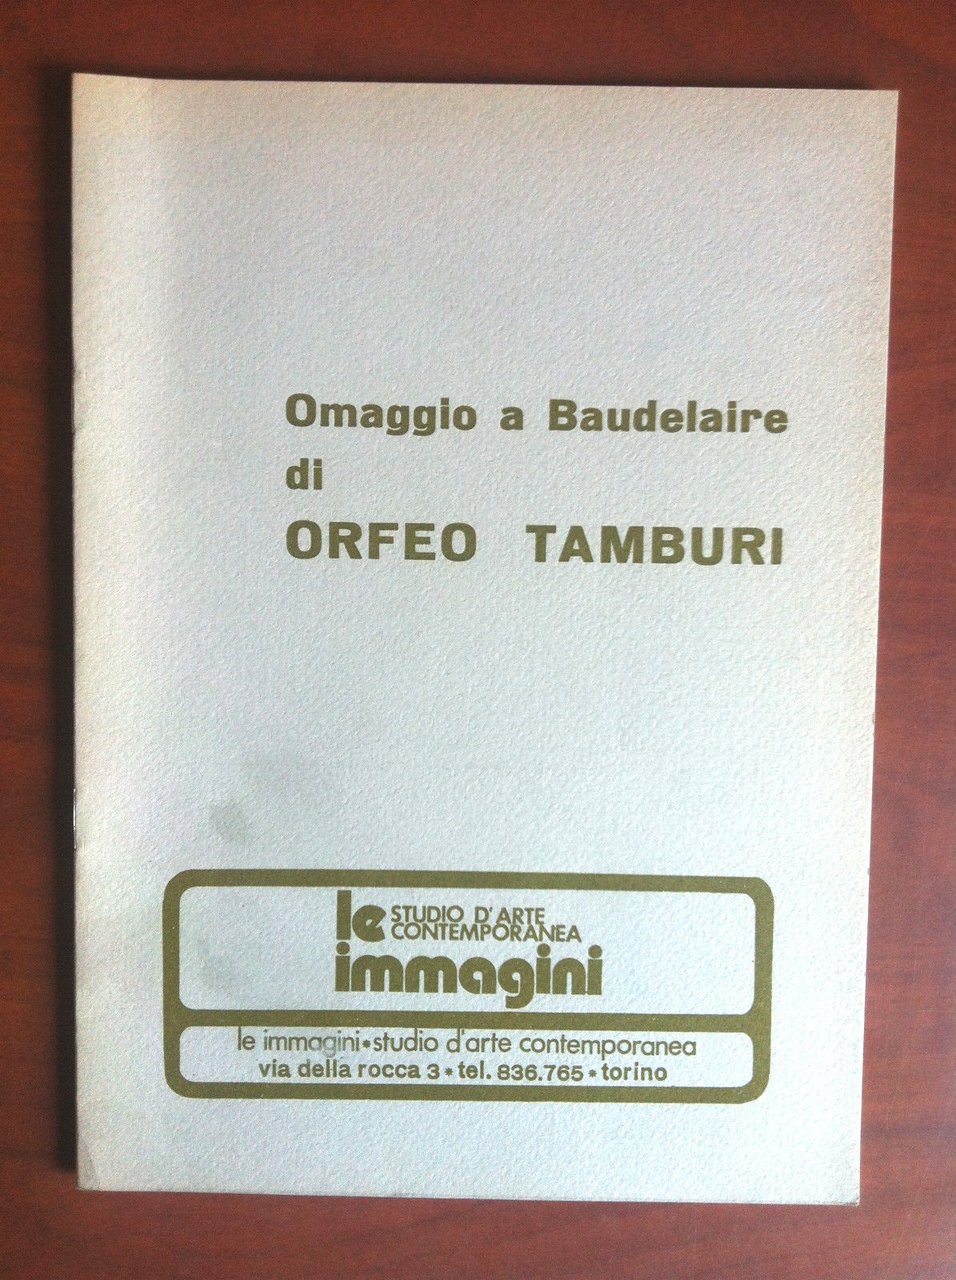 Omaggio a Baudelaire
di
ORFEO TAMBURI
le STUDIO D'ARTE
CONTEMPORANEA
immagini
le immagini*studio d'arte contemporanea
via della rocca 3*tel. 836.765*torino